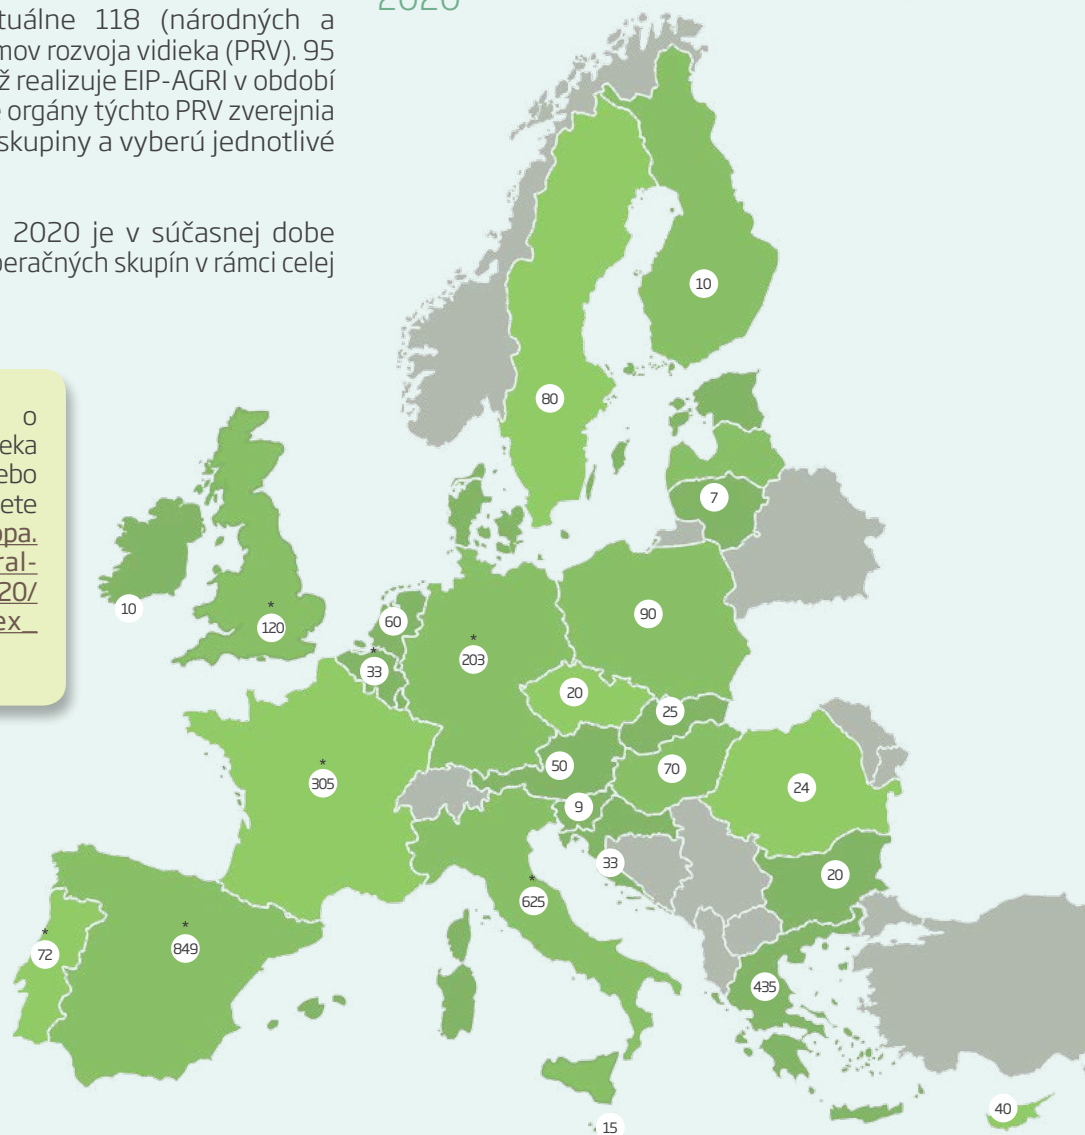 tuálne 118 (národných a
mov rozvoja vidieka (PRV). 95
ž realizuje EIP-AGRI v období
e orgány týchto PRV zverejnia
skupiny a vyberú jednotlivé
2020 je v súčasnej dobe
peračných skupín v rámci celej
o
eka
ebo
ete
opa.
ral-
20/
ex_
2020
10
80
7
10
*
120
60
*
33
*
203
90
20
25
50
70
*
305
9
24
33
20
*
625
*
72
*
849
435
40
15